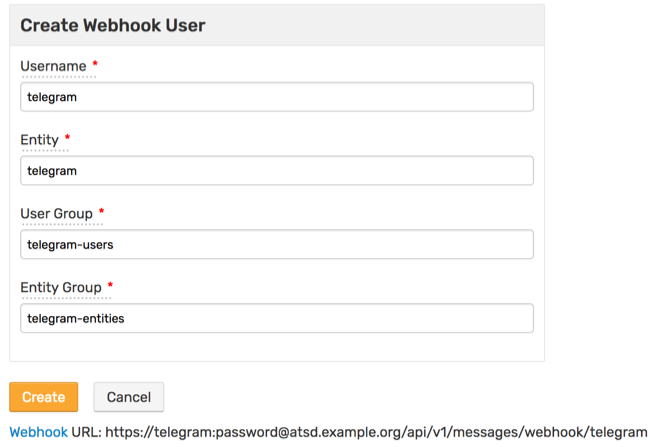 Create Webhook User
Username *
telegram
Entity *
telegram
User Group *
telegram-users
Entity Group *
telegram-entities
Create Cancel
Webhook URL: https://telegram:password@atsd.example.org/api/v1/messages/webhook/telegram